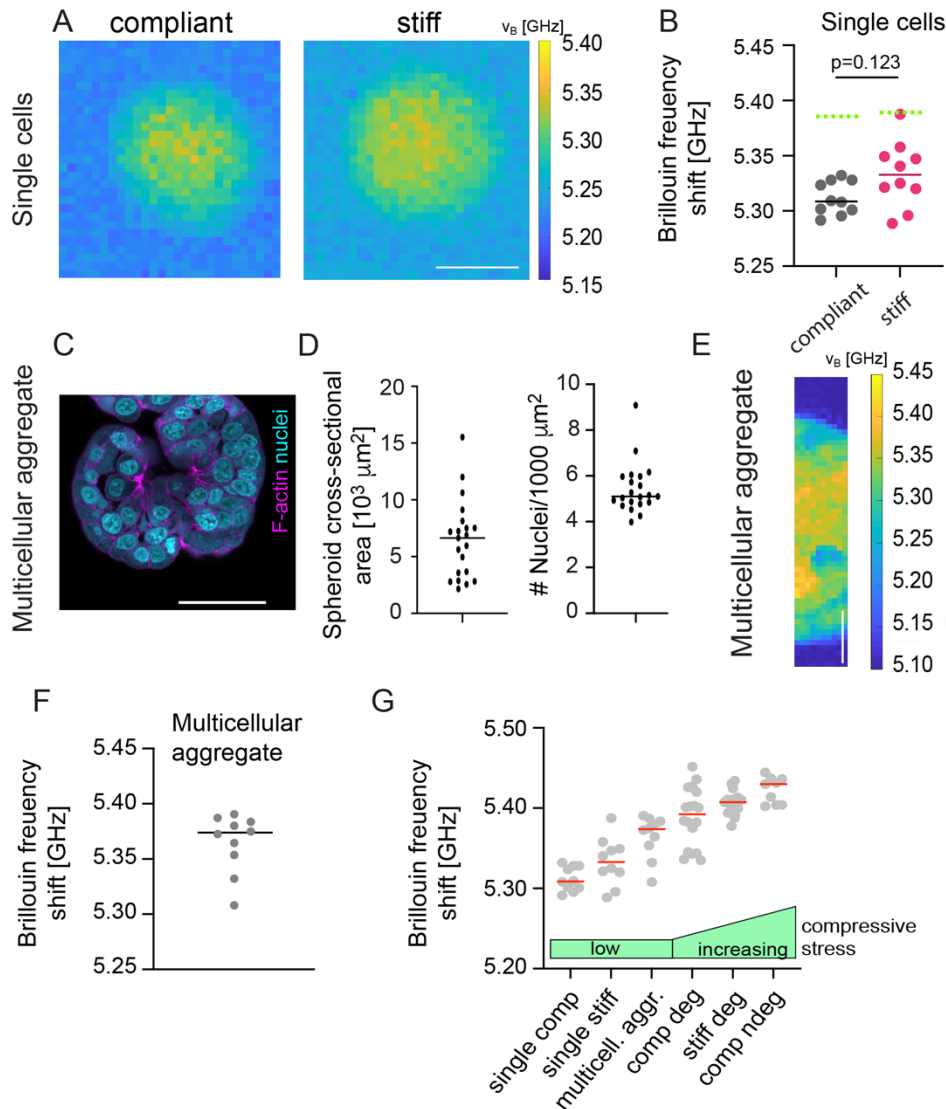 A
compliant
stiff
Single cells
νB [GHz]
5.40
5.35
5.30
5.25
5.20
5.15
B
Single cells
p=0.123
Brillouin freuency
shift [GHz]
5.45
5.40
5.35
5.30
5.25
compliant
stiff
C
Multicellular aggregate
F-actin nuclei
D
Spheroid cross-sectional
area [10³ μm²]
20
15
10
5
0
# Nuclei/1000 μm²
10
8
6
4
2
0
E
Multicellular aggregate
νB [GHz]
5.45
5.40
5.35
5.30
5.25
5.20
5.15
5.10
F
Multicellular
aggregate
Brillouin freuency
shift [GHz]
5.45
5.40
5.35
5.30
5.25
G
Brillouin freuency
shift [GHz]
5.50
5.40
5.30
5.20
low
increasing
compressive
stress
single comp
single stiff
multicell. aggr.
comp deg
stiff deg
comp ndeg